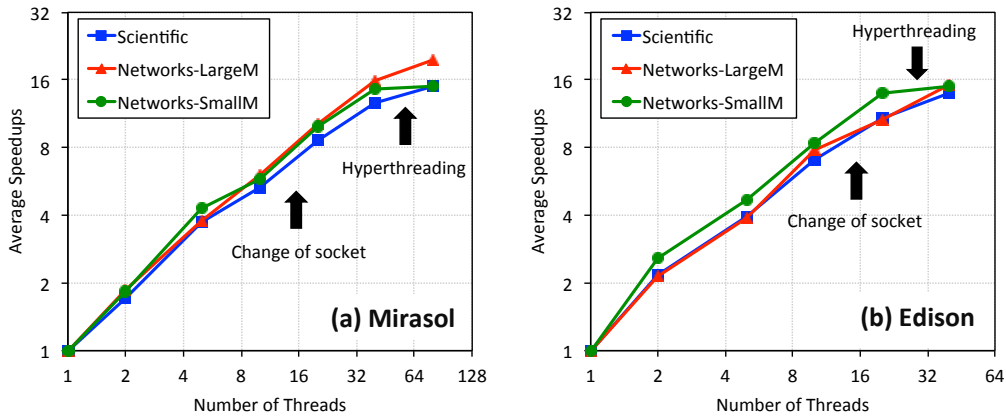 32
16
8
4
2
1
Average Speedups
Scientific
Networks-LargeM
Networks-SmallM
Hyperthreading
Change of socket
(a) Mirasol
1 2 4 8 16 32 64 128
Number of Threads
32
16
8
4
2
1
Average Speedups
Scientific
Networks-LargeM
Networks-SmallM
Hyperthreading
Change of socket
(b) Edison
1 2 4 8 16 32 64
Number of Threads